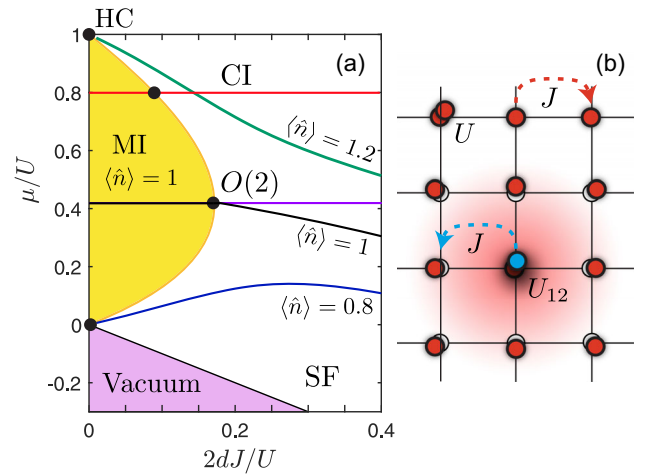 HC
(a)
1
CI
0.8
0.6
MI
⟨n̂⟩ = 1
⟨n̂⟩ = 1.2
O(2)
μ/U
0.4
⟨n̂⟩ = 1
0.2
⟨n̂⟩ = 0.8
0
Vacuum
SF
-0.2
0
0.2
0.4
2dJ/U
(b)
J
U
J
U₁₂